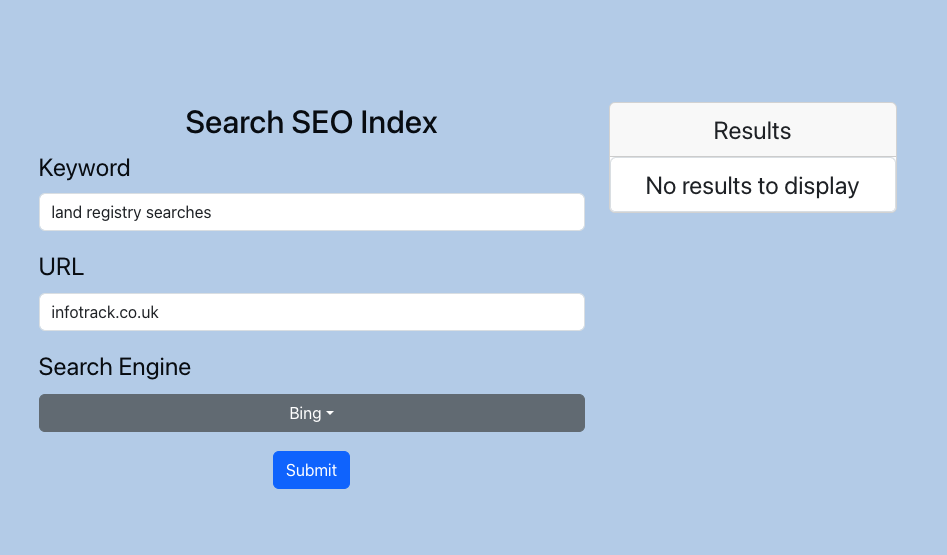 Search SEO Index
Keyword
land registry searches
URL
infotrack.co.uk
Search Engine
Bing
Submit
Results
No results to display